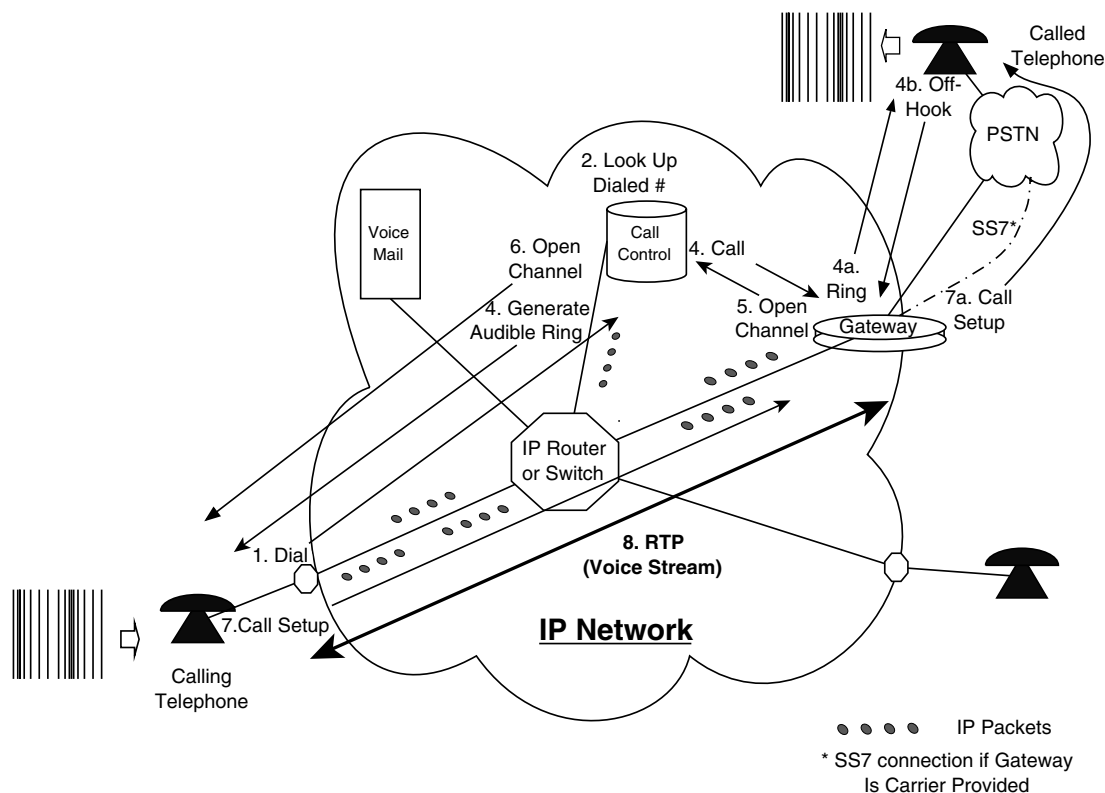 Called
Telephone
4b. Off-
Hook
PSTN
2. Look Up
Dialed #
Voice
Mail
Call
Control
SS7*
6. Open
Channel
4. Call
4a.
Ring
4. Generate
Audible Ring
5. Open
Channel
7a. Call
Setup
Gateway
IP Router
or Switch
1. Dial
8. RTP
(Voice Stream)
7.Call Setup
IP Network
Calling
Telephone
IP Packets
* SS7 connection if Gateway
Is Carrier Provided